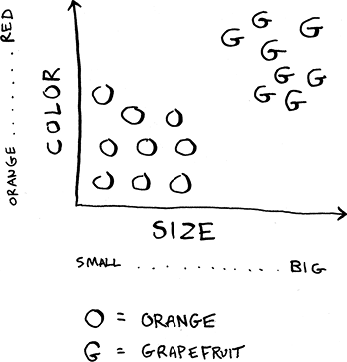 RED
ORANGE ........
COLOR
G G G
G
G G
G G
SIZE
SMALL ........... BIG
O = ORANGE
G = GRAPEFRUIT